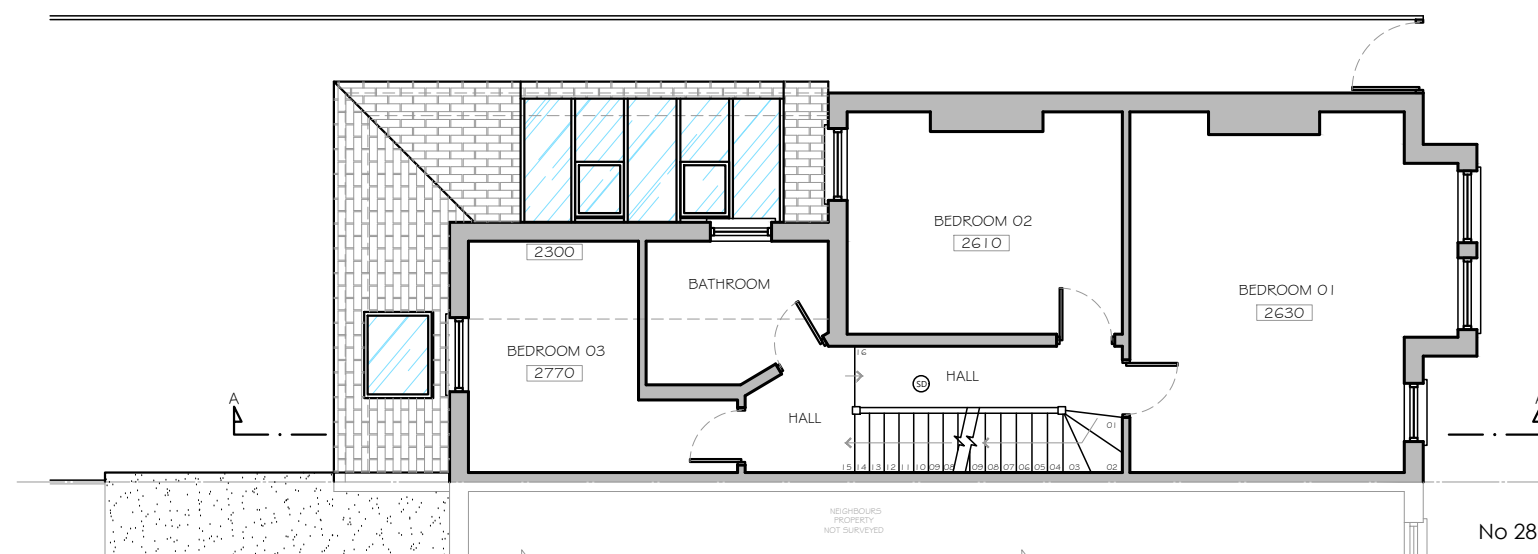 BEDROOM 02
2610
2300
BATHROOM
BEDROOM 01
2630
BEDROOM 03
2770
16
SD
HALL
A
HALL
01
15 14 13 12 11 10 09 08 09 08 07 06 05 04 03 02
NEIGHBOURS
PROPERTY
NOT SURVEYED
No 28